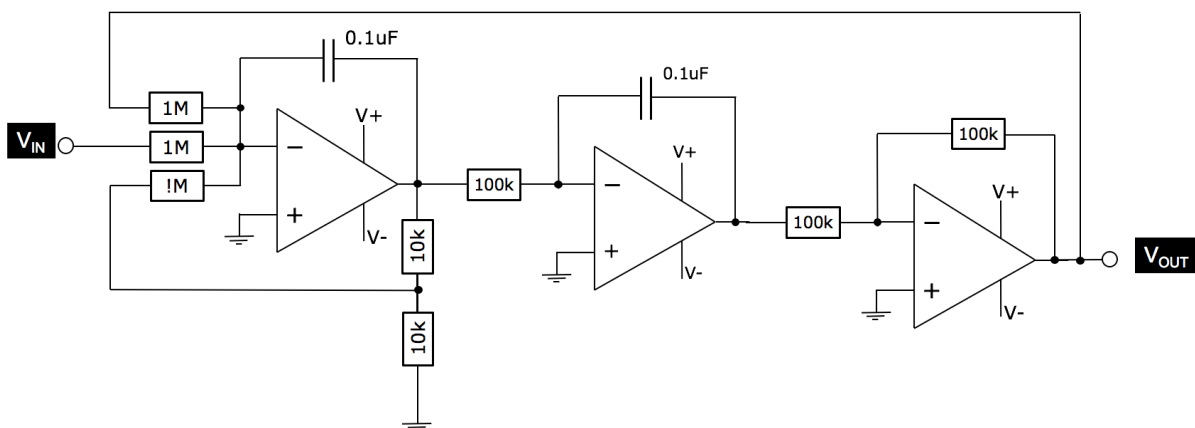 0.1uF
0.1uF
1M
V+
100k
VIN
1M
V+
!M
100k
V+
100k
V-
10k
V-
VOUT
V-
10k